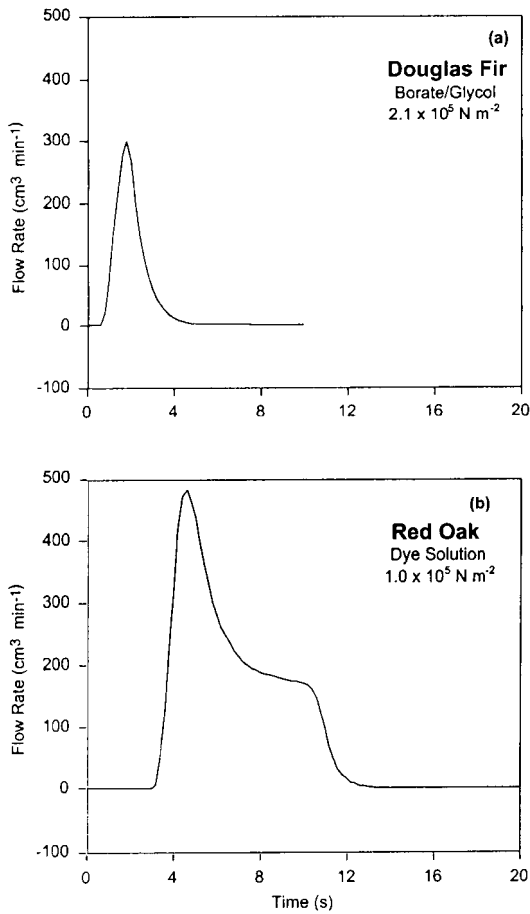 500
400
300
200
100
0
-100
Flow Rate (cm³ min⁻¹)
(a)
Douglas Fir
Borate/Glycol
2.1 x 10⁵ N m⁻²
0 4 8 12 16 20
500
400
300
200
100
0
-100
Flow Rate (cm³ min⁻¹)
(b)
Red Oak
Dye Solution
1.0 x 10⁵ N m⁻²
0 4 8 12 16 20
Time (s)